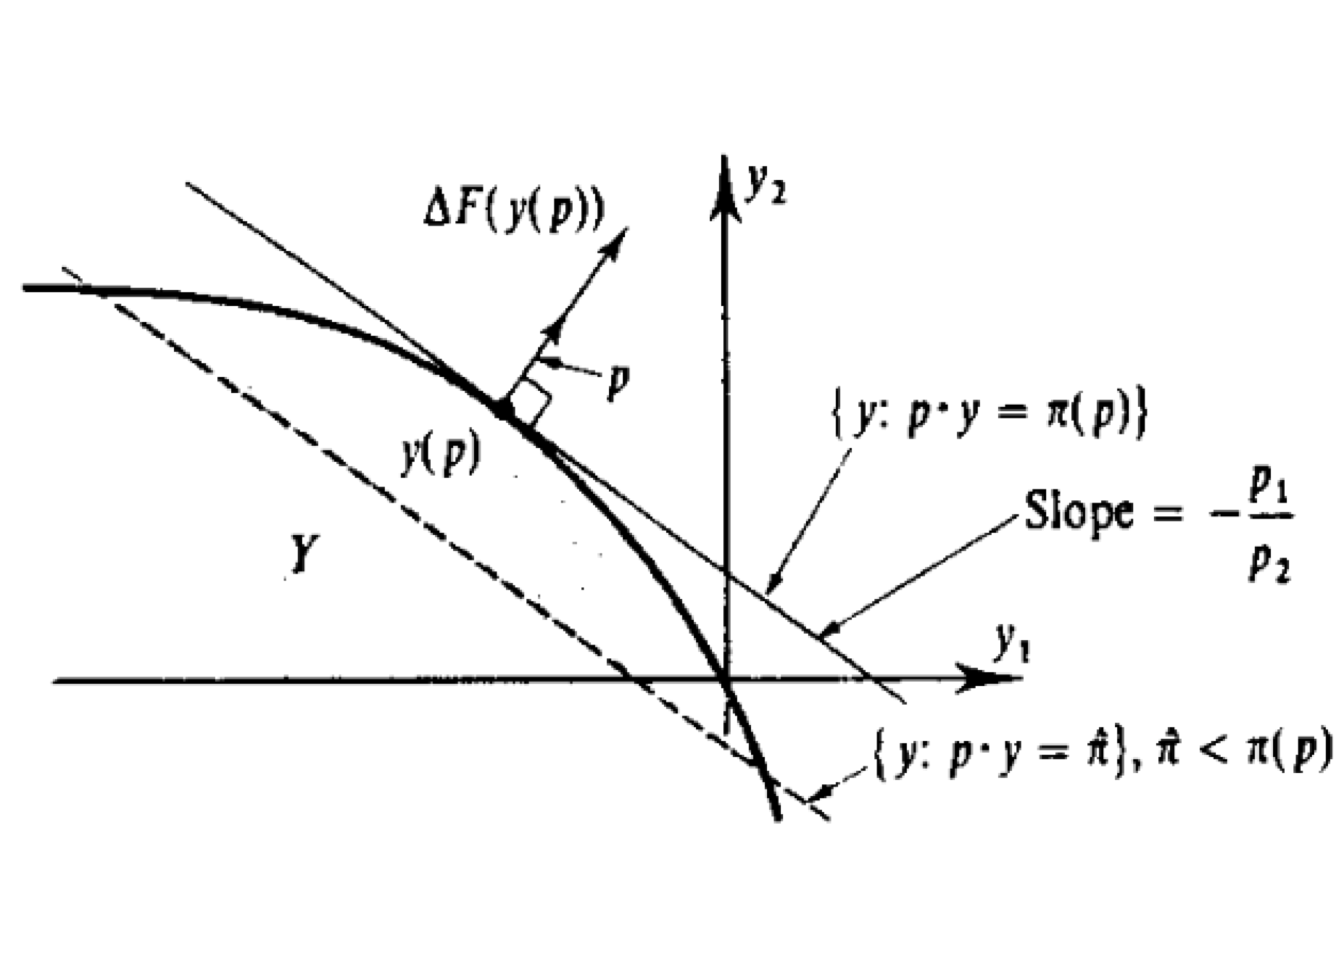 y₂
ΔF(y(p))
p
{y: p·y = π(p)}
y(p)
Slope = −p₁/p₂
Y
y₁
{y: p·y = π̂}, π̂ < π(p)